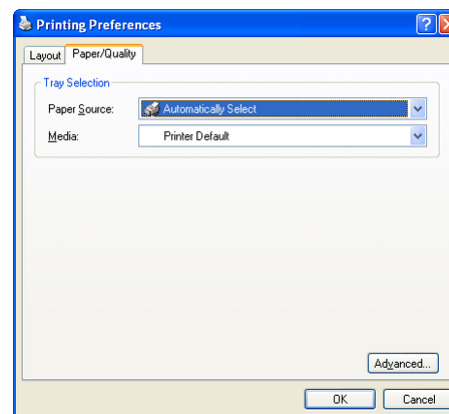 Printing Preferences
Layout Paper/Quality
Tray Selection
Paper Source: Automatically Select
Media: Printer Default
Advanced...
OK Cancel